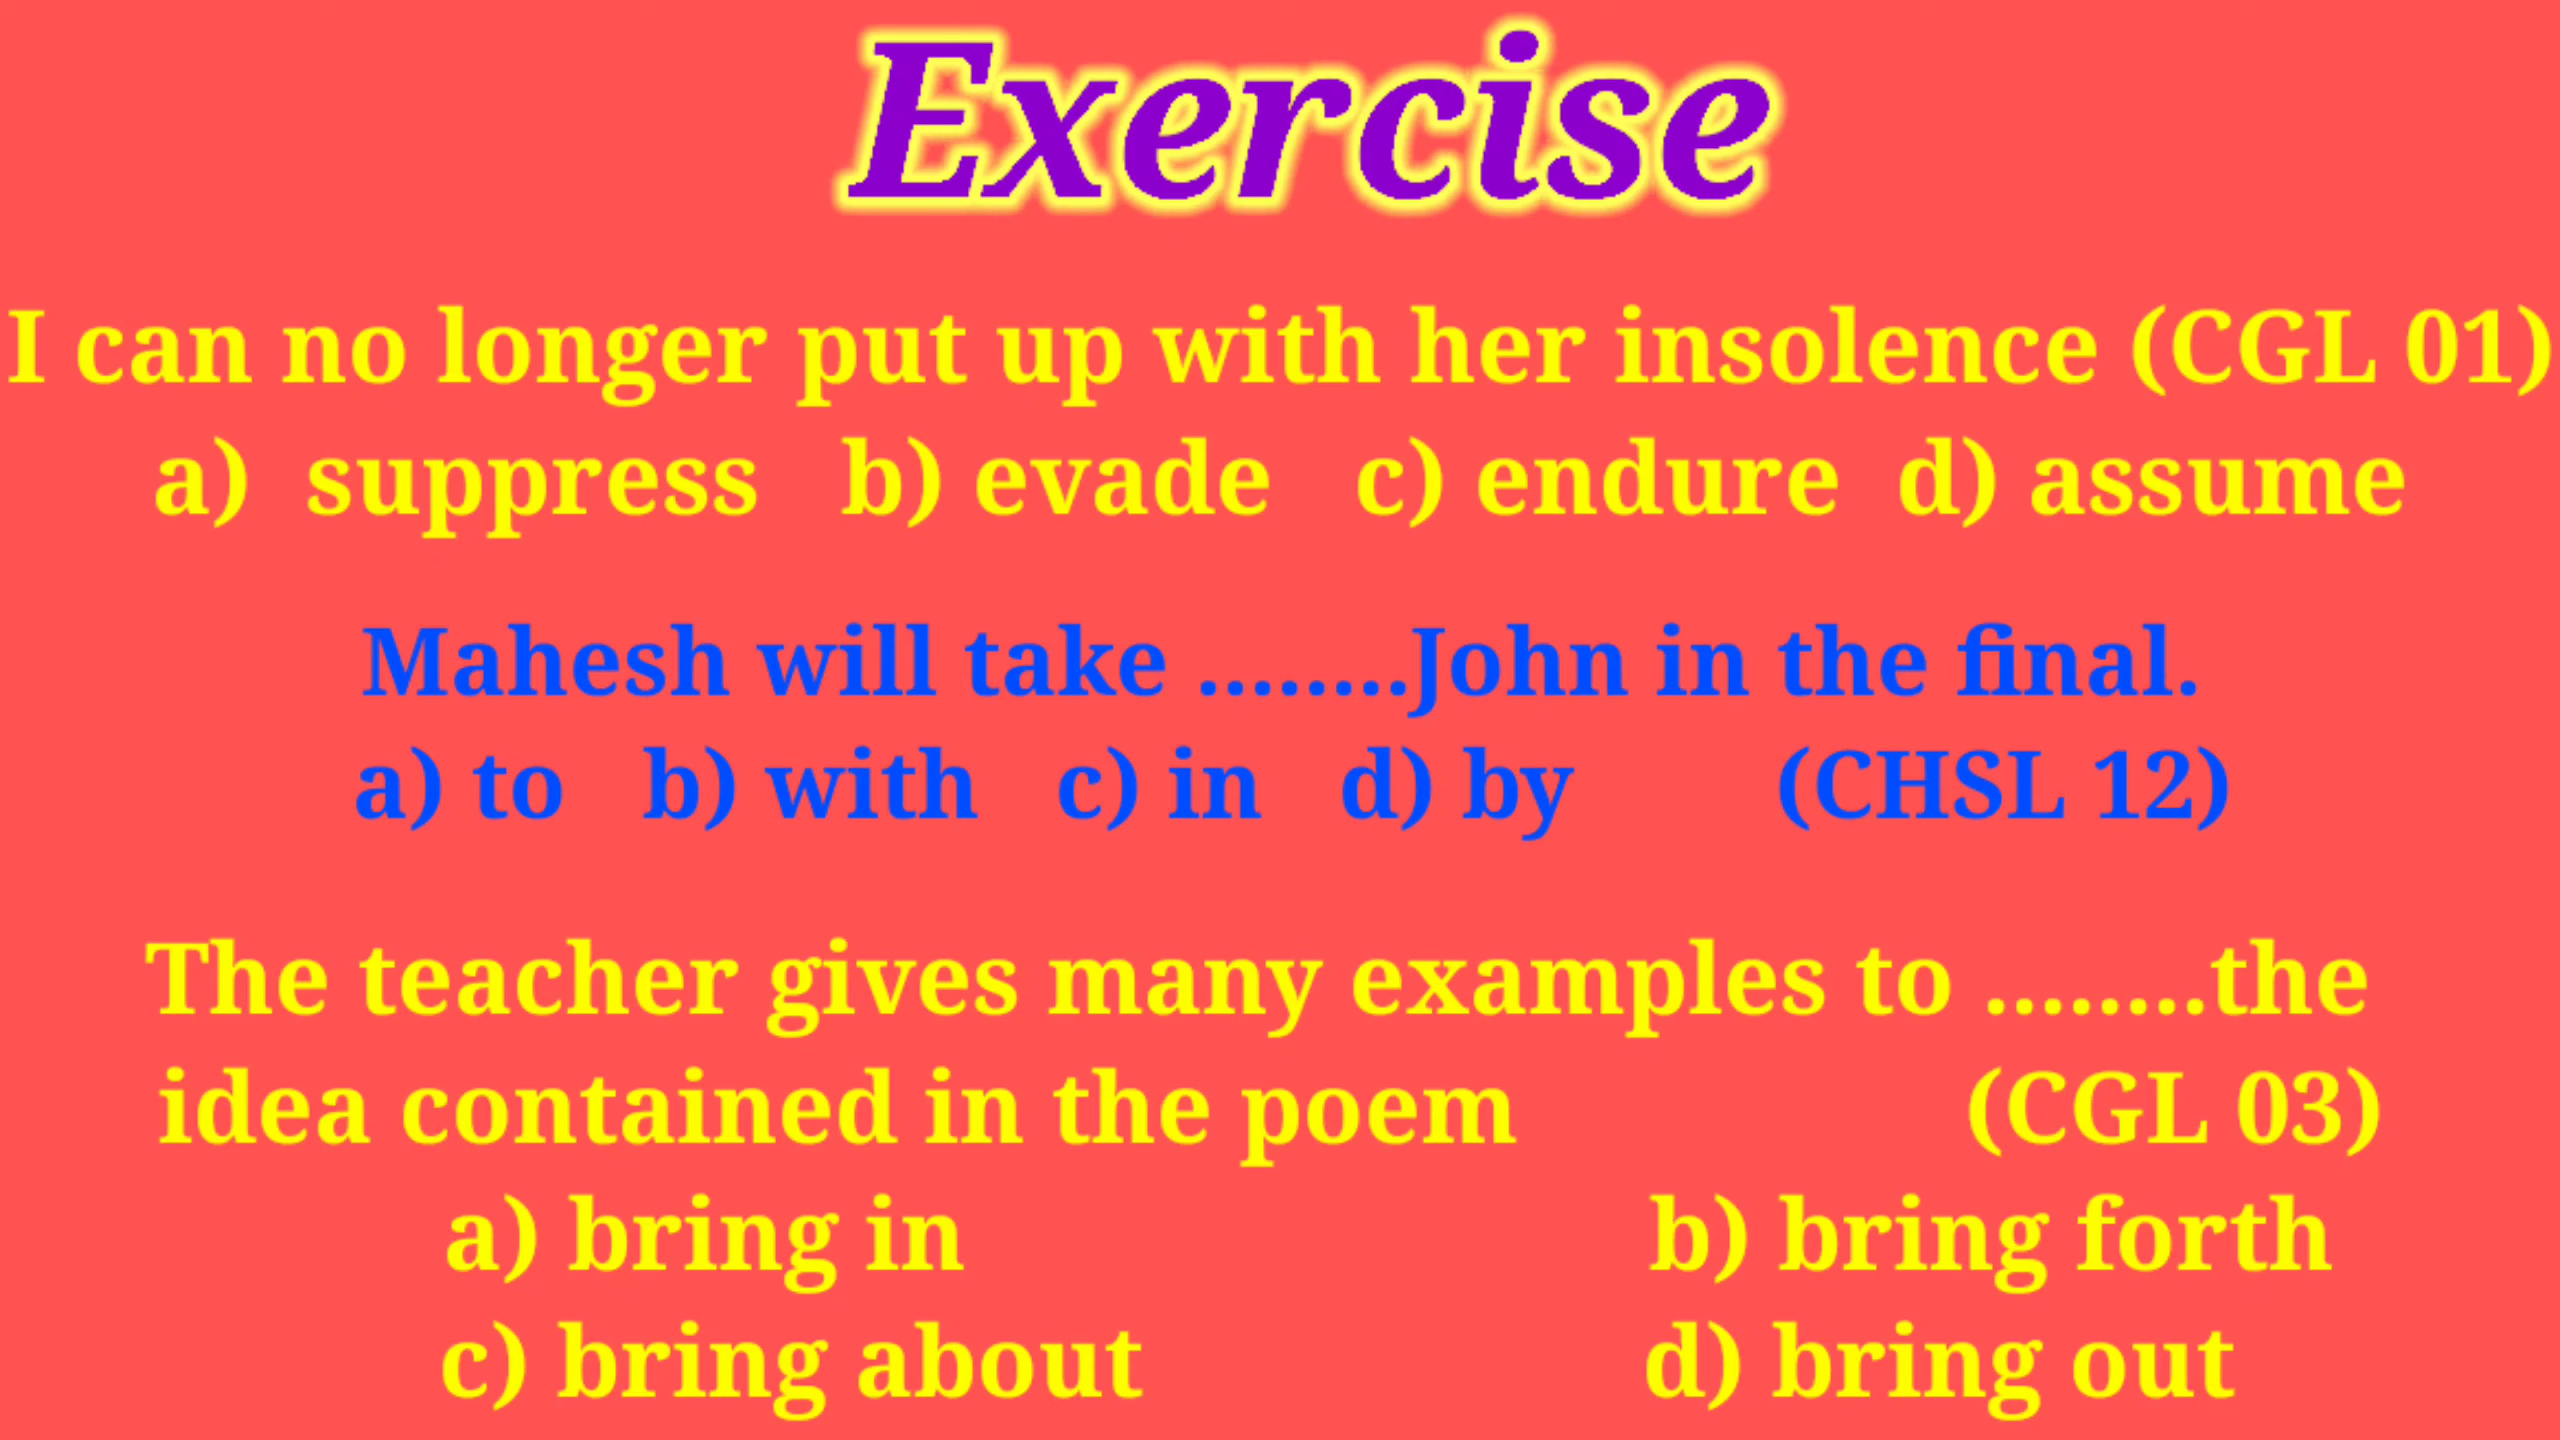 Exercise
I can no longer put up with her insolence (CGL 01)
a) suppress b) evade c) endure d) assume
Mahesh will take ........John in the final.
a) to b) with c) in d) by (CHSL 12)
The teacher gives many examples to ........the
idea contained in the poem (CGL 03)
a) bring in b) bring forth
c) bring about d) bring out